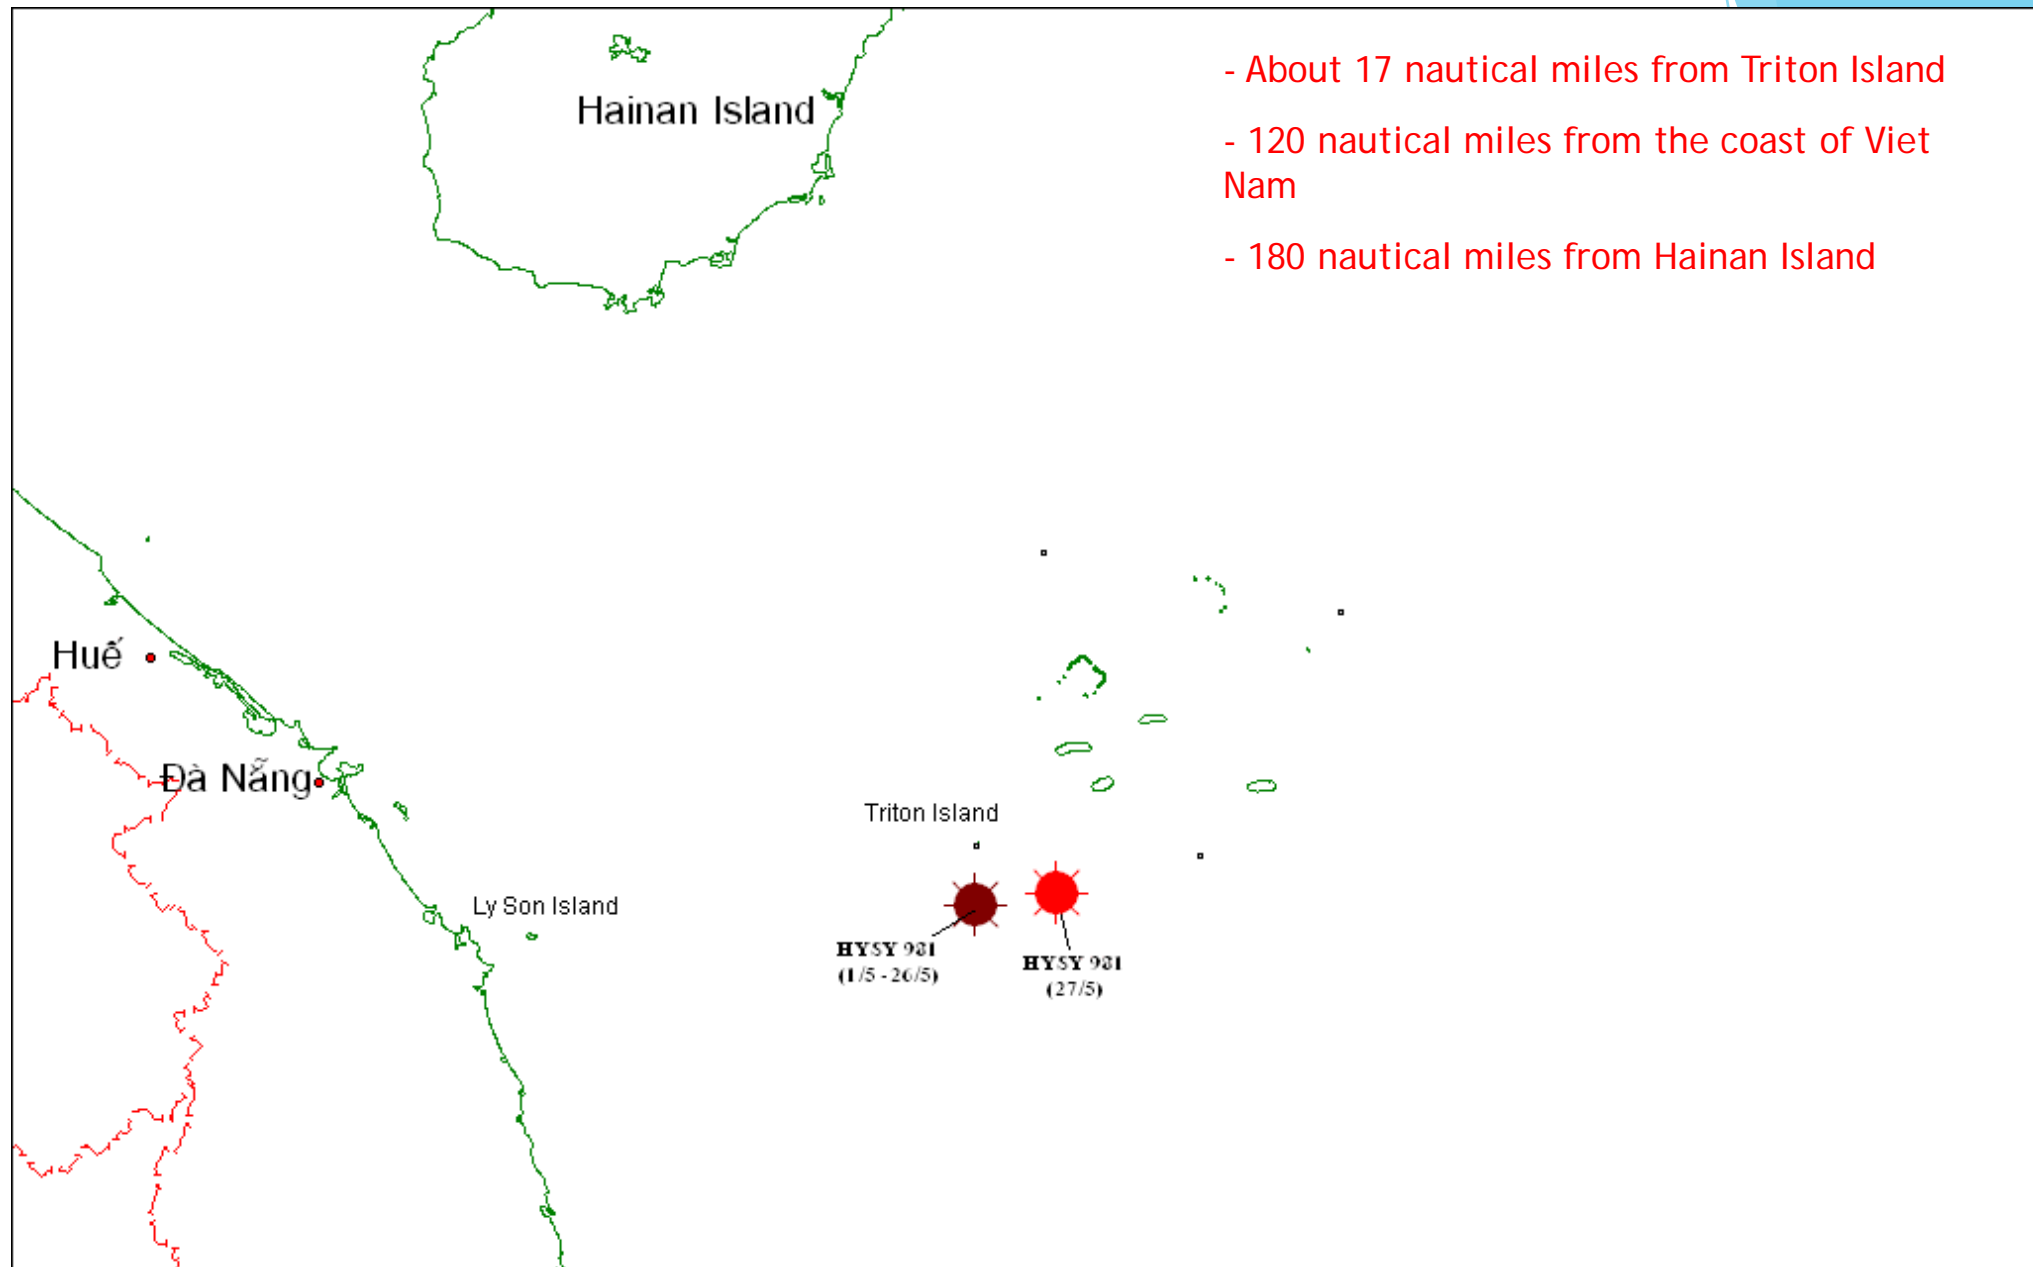 - About 17 nautical miles from Triton Island
- 120 nautical miles from the coast of Viet
Nam
- 180 nautical miles from Hainan Island
Hainan Island
Huế
Đà Nẵng
Triton Island
Ly Son Island
HYSY 981
(1/5 - 26/5)
HYSY 981
(27/5)